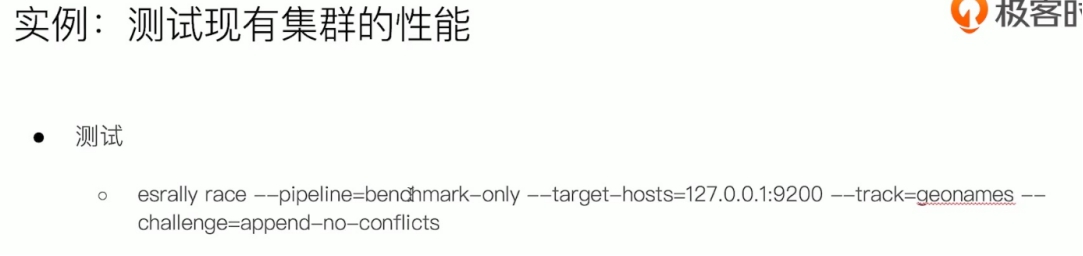 实例：测试现有集群的性能
极客时
测试
esrally race --pipeline=benchmark-only --target-hosts=127.0.0.1:9200 --track=geonames --
challenge=append-no-conflicts